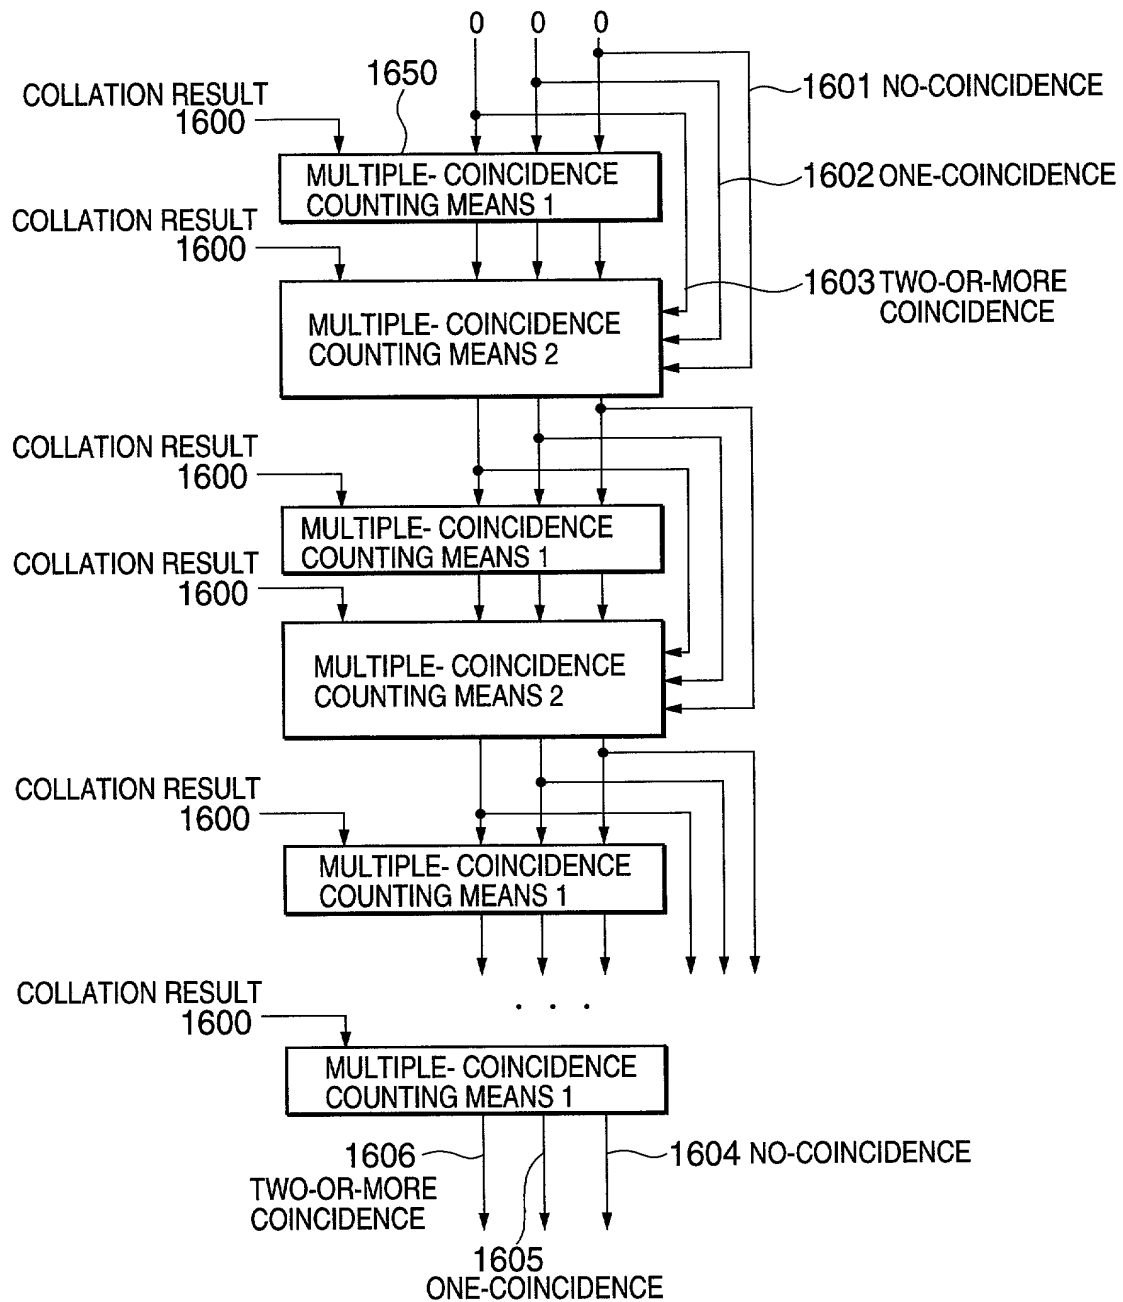 0 0 0
COLLATION RESULT
1600
1650
1601 NO-COINCIDENCE
MULTIPLE- COINCIDENCE
COUNTING MEANS 1
1602 ONE-COINCIDENCE
COLLATION RESULT
1600
1603 TWO-OR-MORE
COINCIDENCE
MULTIPLE- COINCIDENCE
COUNTING MEANS 2
COLLATION RESULT
1600
MULTIPLE- COINCIDENCE
COUNTING MEANS 1
COLLATION RESULT
1600
MULTIPLE- COINCIDENCE
COUNTING MEANS 2
COLLATION RESULT
1600
MULTIPLE- COINCIDENCE
COUNTING MEANS 1
. . .
COLLATION RESULT
1600
MULTIPLE- COINCIDENCE
COUNTING MEANS 1
1606
TWO-OR-MORE
COINCIDENCE
1604 NO-COINCIDENCE
1605
ONE-COINCIDENCE